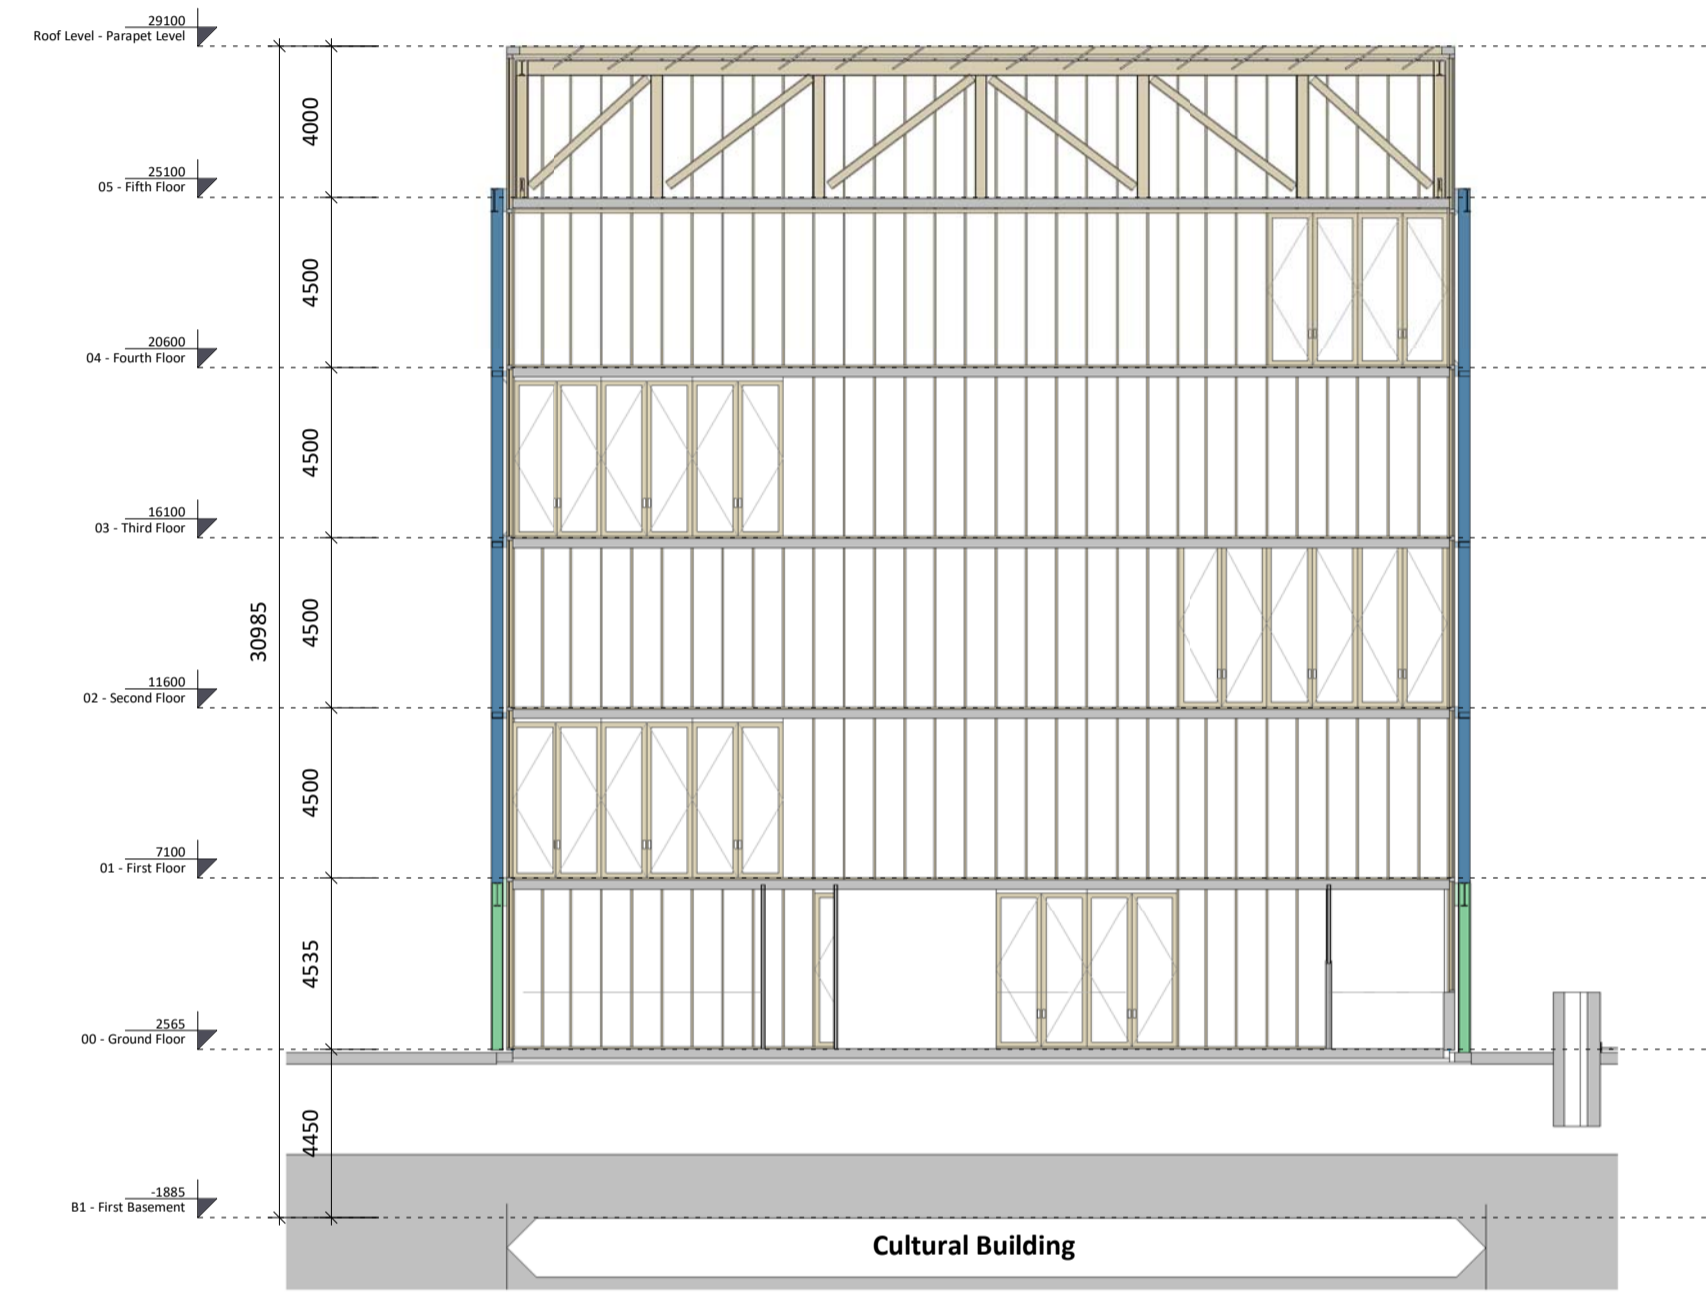 29100
Roof Level - Parapet Level
4000
25100
05 - Fifth Floor
4500
20600
04 - Fourth Floor
4500
16100
03 - Third Floor
30985
4500
11600
02 - Second Floor
4500
7100
01 - First Floor
4535
2565
00 - Ground Floor
4450
-1885
B1 - First Basement
Cultural Building